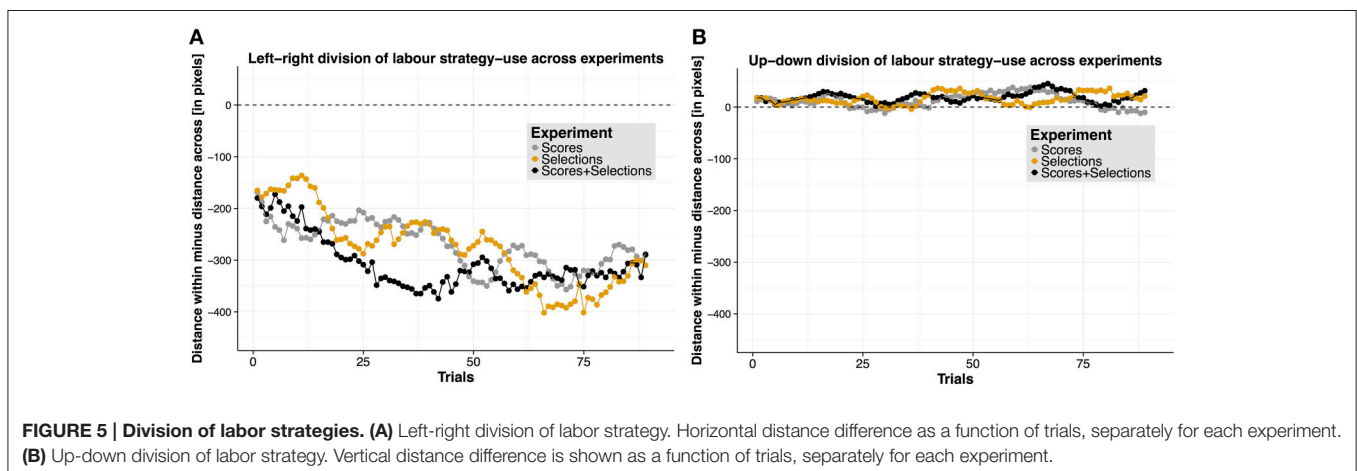 A
Left–right division of labour strategy–use across experiments
Distance within minus distance across [in pixels]
0
−100
−200
−300
−400
Experiment
Scores
Selections
Scores+Selections
0 25 50 75
Trials
B
Up–down division of labour strategy–use across experiments
Distance within minus distance across [in pixels]
0
−100
−200
−300
−400
Experiment
Scores
Selections
Scores+Selections
0 25 50 75
Trials
FIGURE 5 | Division of labor strategies. (A) Left-right division of labor strategy. Horizontal distance difference as a function of trials, separately for each experiment.
(B) Up-down division of labor strategy. Vertical distance difference is shown as a function of trials, separately for each experiment.